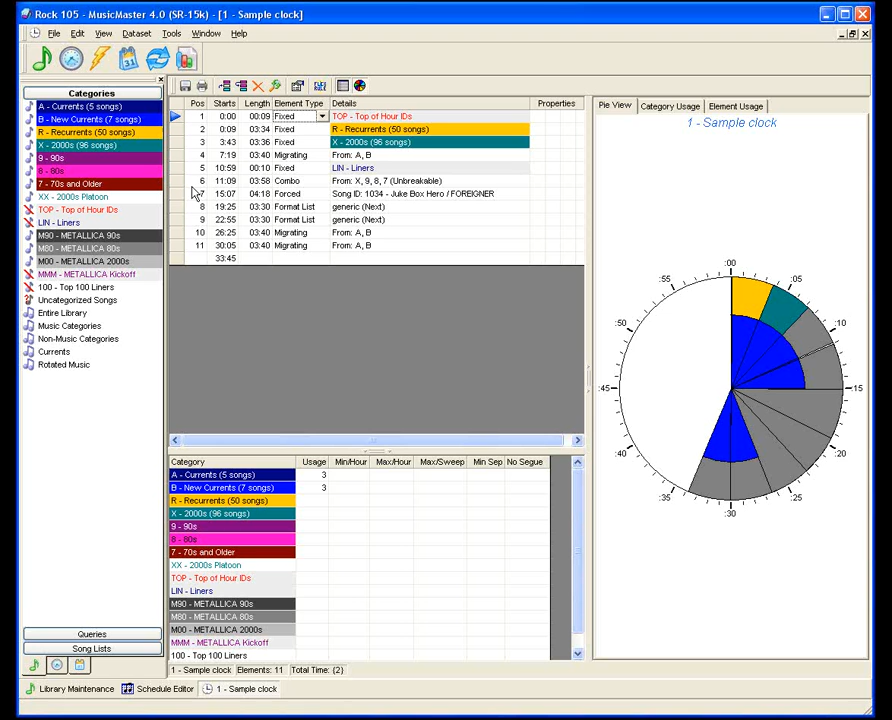 Rock 105 - MusicMaster 4.0 (SR-15k) - [1 - Sample clock]
File Edit View Dataset Tools Window Help
31
Categories
A - Currents (5 songs)
B - New Currents (7 songs)
R - Recurrents (50 songs)
X - 2000s (96 songs)
9 - 90s
8 - 80s
7 - 70s and Older
XX - 2000s Platoon
TOP - Top of Hour IDs
LIN - Liners
M90 - METALLICA 90s
M80 - METALLICA 80s
M00 - METALLICA 2000s
MMM - METALLICA Kickoff
100 - Top 100 Liners
Uncategorized Songs
Entire Library
Music Categories
Non-Music Categories
Currents
Rotated Music
Queries
Song Lists
Pos Starts Length Element Type Details Properties
1 0:00 00:09 Fixed TOP - Top of Hour IDs
2 0:09 03:34 Fixed R - Recurrents (50 songs)
3 3:43 03:36 Fixed X - 2000s (96 songs)
4 7:19 03:40 Migrating From: A, B
5 10:59 00:10 Fixed LIN - Liners
6 11:09 03:58 Combo From: X, 9, 8, 7 (Unbreakable)
7 15:07 04:18 Forced Song ID: 1034 - Juke Box Hero / FOREIGNER
8 19:25 03:30 Format List generic (Next)
9 22:55 03:30 Format List generic (Next)
10 26:25 03:40 Migrating From: A, B
11 30:05 03:40 Migrating From: A, B
33:45
Category Usage Min/Hour Max/Hour Max/Sweep Min Sep No Segue
A - Currents (5 songs) 3
B - New Currents (7 songs) 3
R - Recurrents (50 songs)
X - 2000s (96 songs)
9 - 90s
8 - 80s
7 - 70s and Older
XX - 2000s Platoon
TOP - Top of Hour IDs
LIN - Liners
M90 - METALLICA 90s
M80 - METALLICA 80s
M00 - METALLICA 2000s
MMM - METALLICA Kickoff
100 - Top 100 Liners
1 - Sample clock Elements: 11 Total Time: {2}
Pie View Category Usage Element Usage
1 - Sample clock
:00
:05
:10
:15
:20
:25
:30
:35
:40
:45
:50
:55
Library Maintenance Schedule Editor 1 - Sample clock